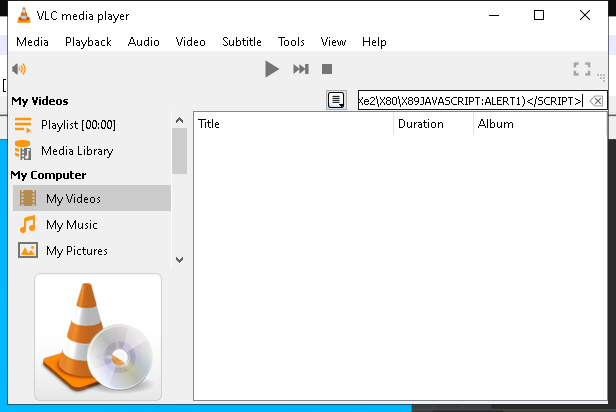 VLC media player
Media Playback Audio Video Subtitle Tools View Help
My Videos
Xe2\X80\X89JAVASCRIPT:ALERT1)</SCRIPT>
Playlist [00:00]
Media Library
My Computer
My Videos
My Music
My Pictures
Title Duration Album